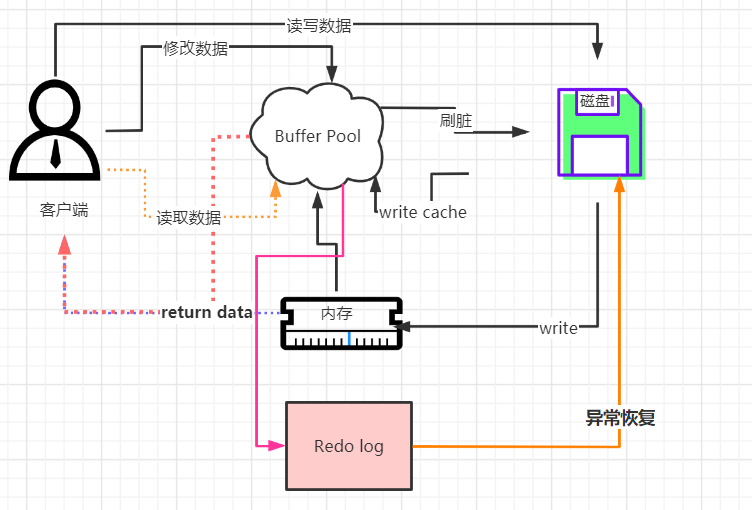 读写数据
修改数据
磁盘
Buffer Pool
刷脏
客户端
读取数据
write cache
return data
内存
write
异常恢复
Redo log